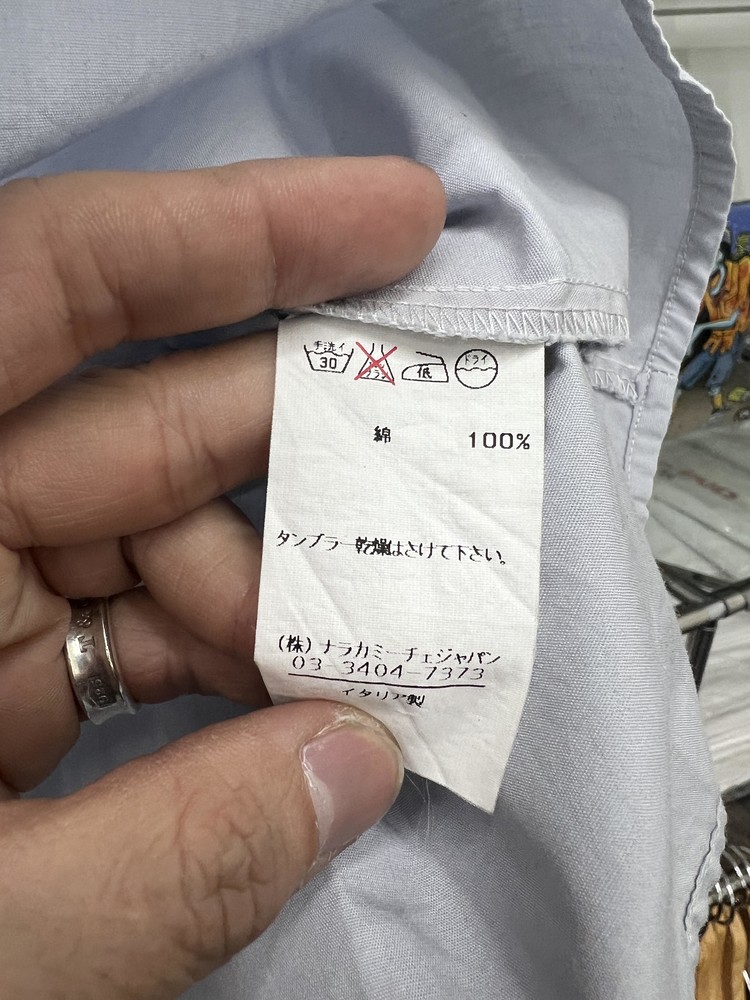 手洗イ 30 低 ドライ
綿 100%
タンブラー乾燥はさけて下さい。
(株)ナラカミーチェジャパン
03-3404-7373
イタリア製